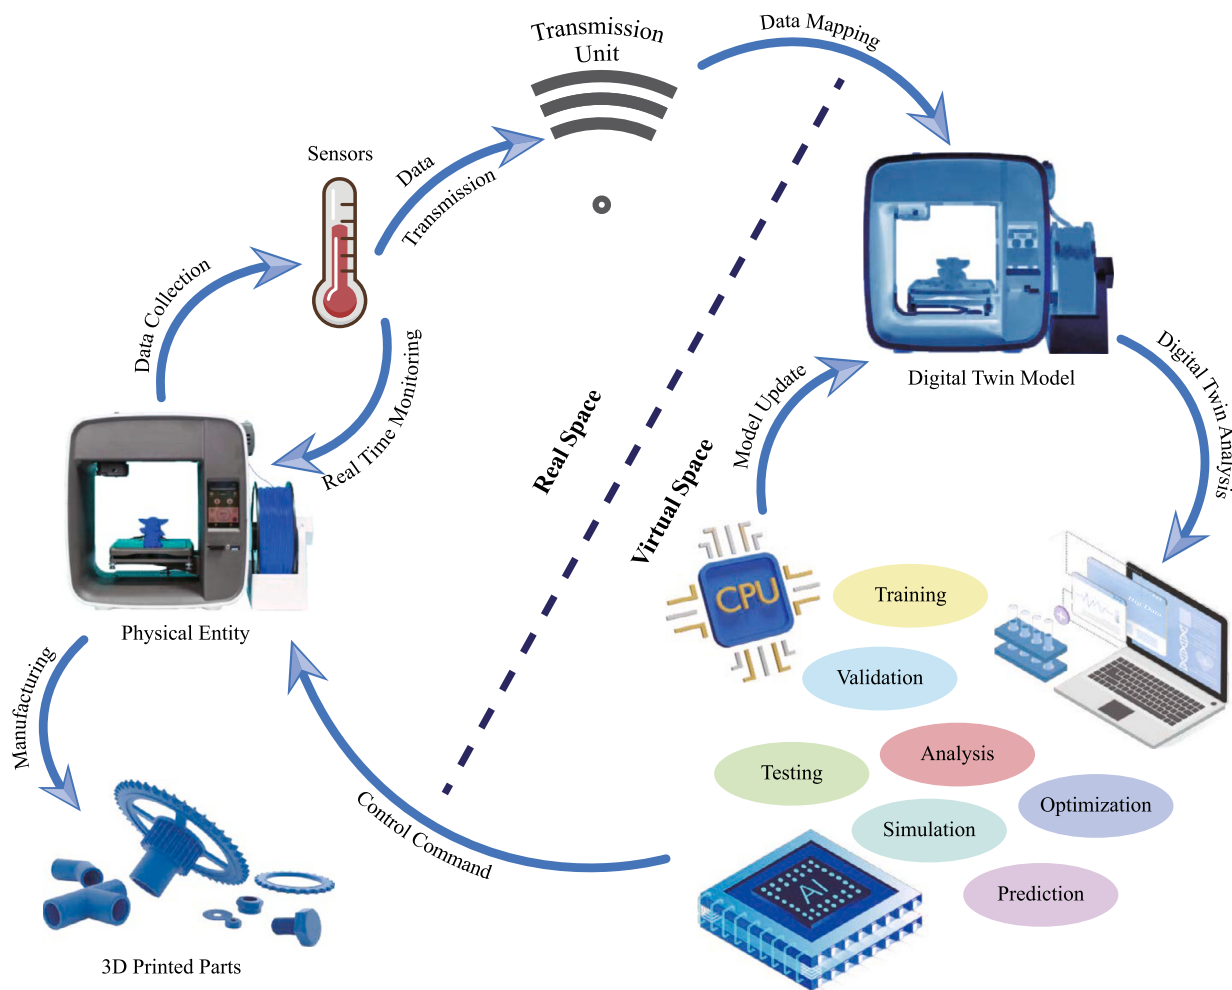 Transmission
Unit
Data Mapping
Sensors
Data
Transmission
Data Collection
Real Time Monitoring
Digital Twin Model
Digital Twin Analysis
Model Update
Real Space
Virtual Space
CPU
Training
Physical Entity
Validation
Manufacturing
Analysis
Testing
Optimization
Control Command
Simulation
AI
Prediction
3D Printed Parts